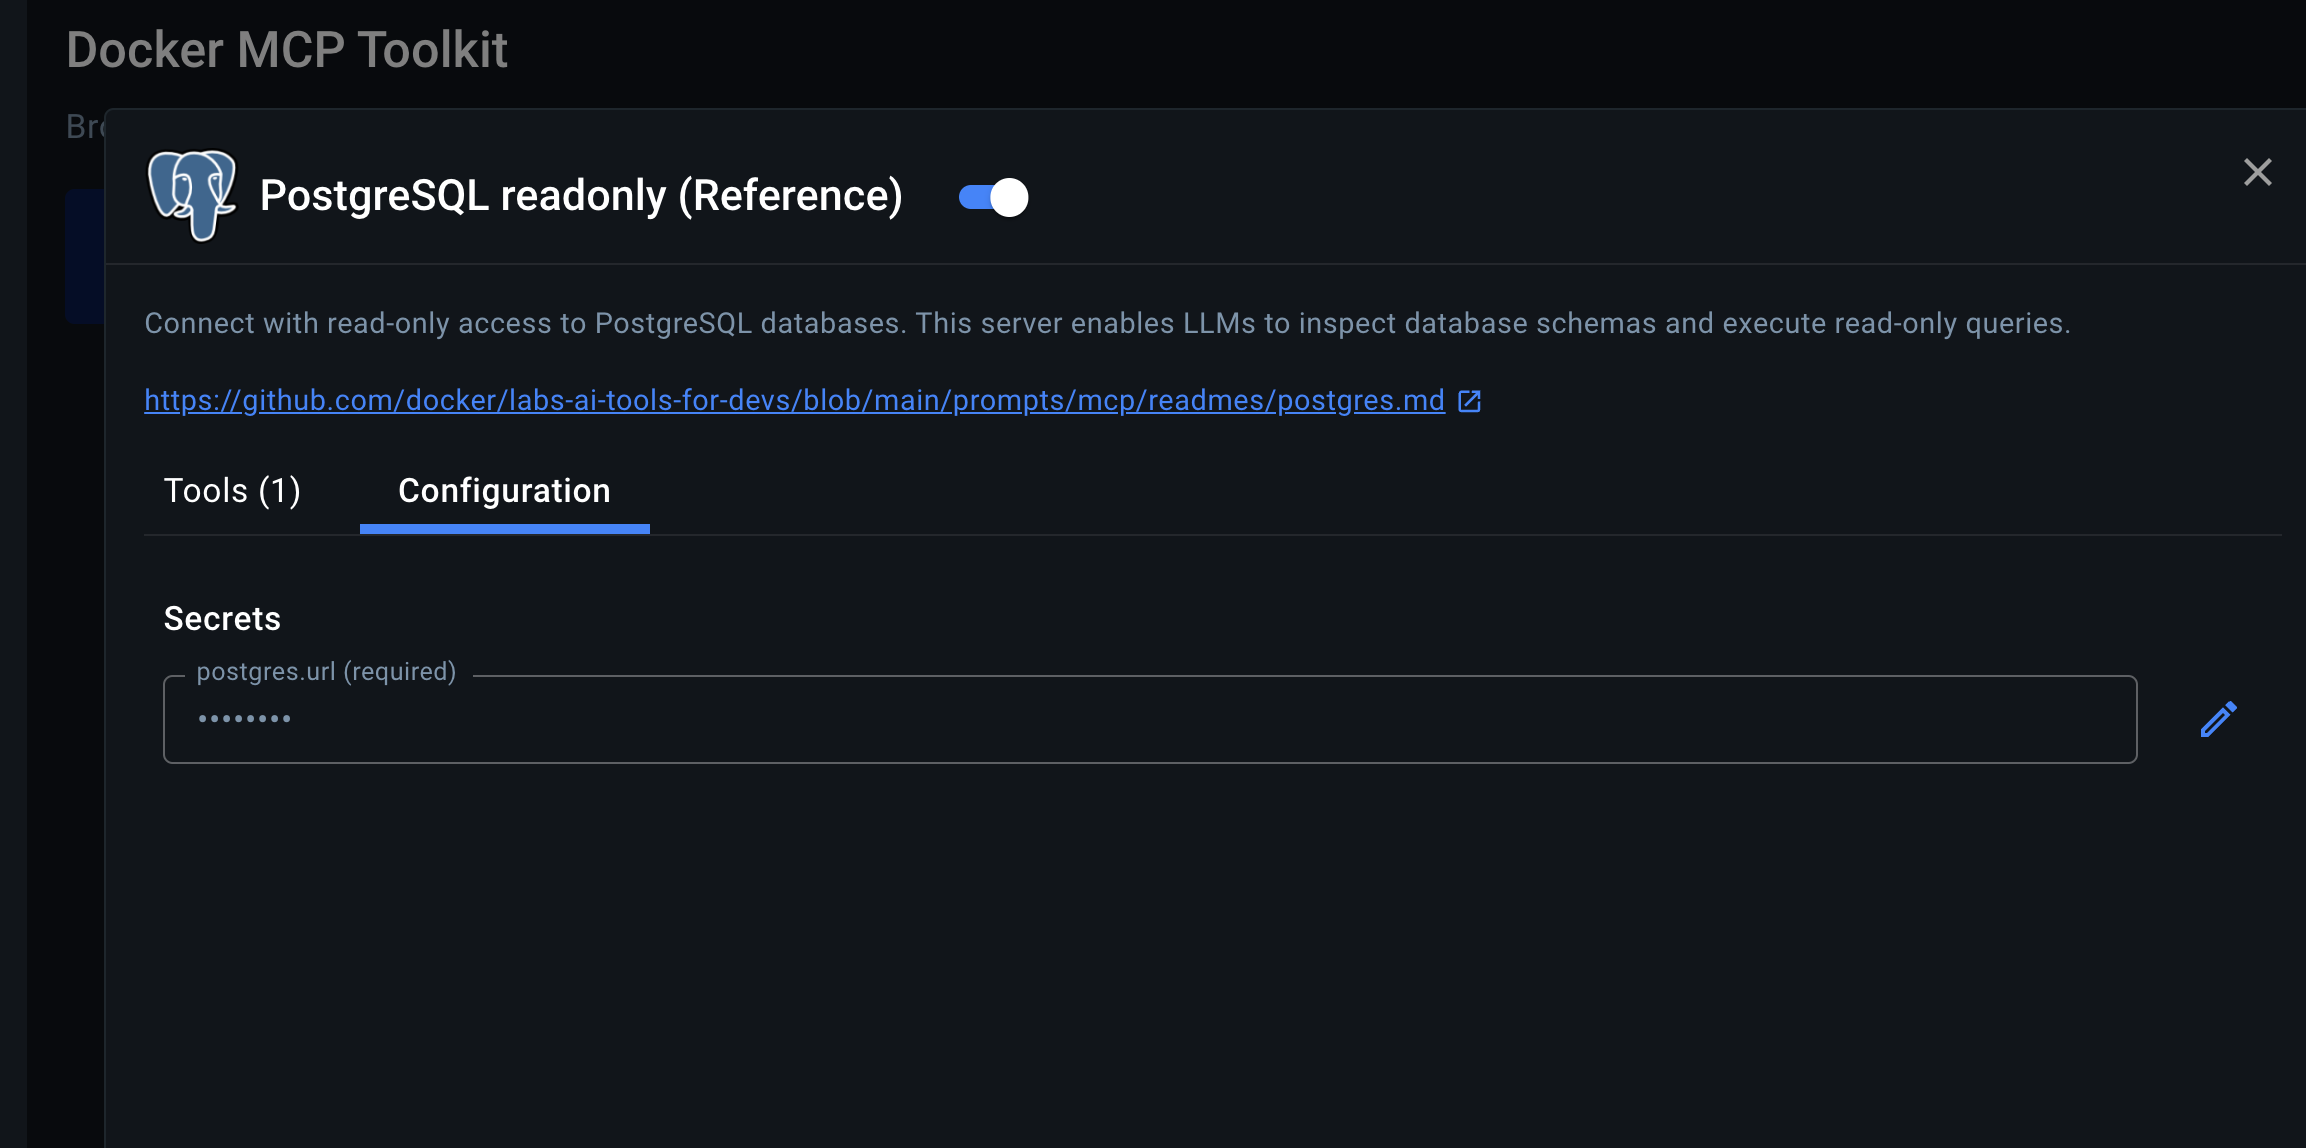 Docker MCP Toolkit
PostgreSQL readonly (Reference)
Connect with read-only access to PostgreSQL databases. This server enables LLMs to inspect database schemas and execute read-only queries.
https://github.com/docker/labs-ai-tools-for-devs/blob/main/prompts/mcp/readmes/postgres.md
Tools (1)
Configuration
Secrets
postgres.url (required)
••••••••